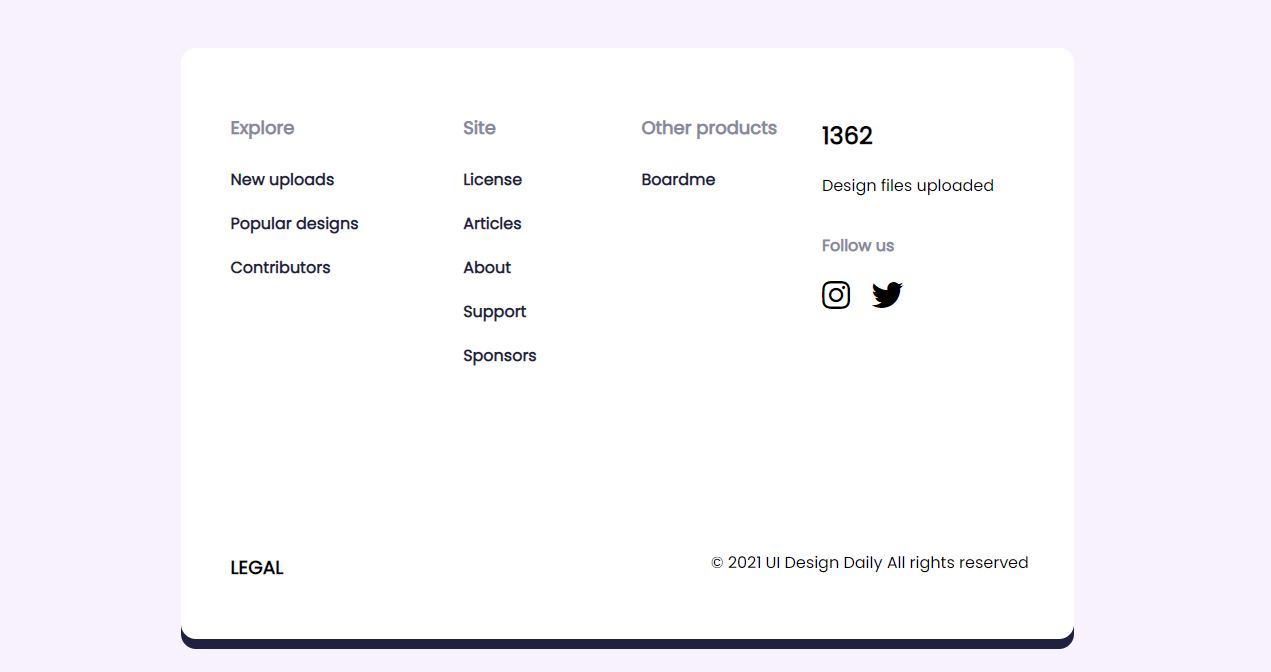 Explore
New uploads
Popular designs
Contributors
Site
License
Articles
About
Support
Sponsors
Other products
Boardme
1362
Design files uploaded
Follow us
LEGAL
© 2021 UI Design Daily All rights reserved